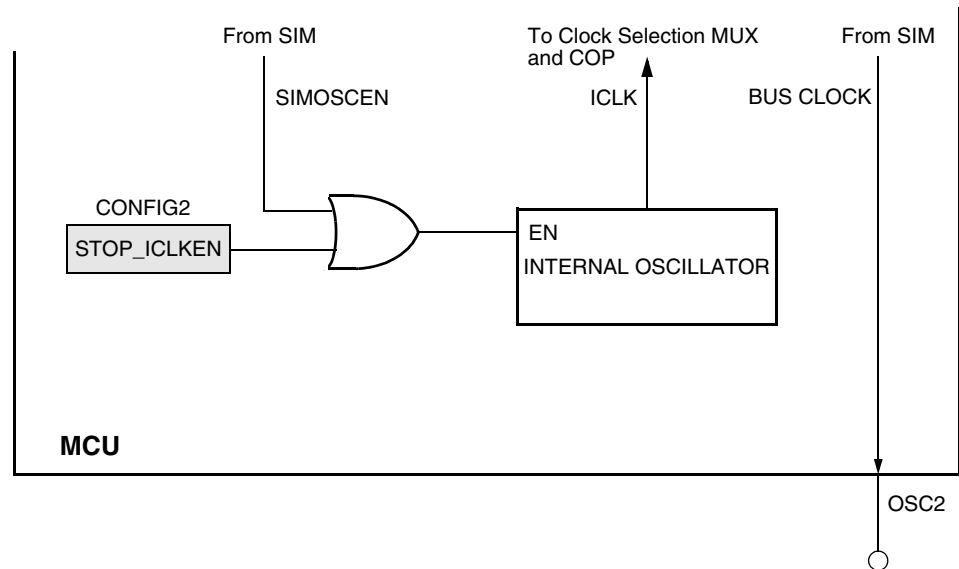 From SIM
To Clock Selection MUX
and COP
From SIM
SIMOSCEN
ICLK
BUS CLOCK
CONFIG2
STOP_ICLKEN
EN
INTERNAL OSCILLATOR
MCU
OSC2